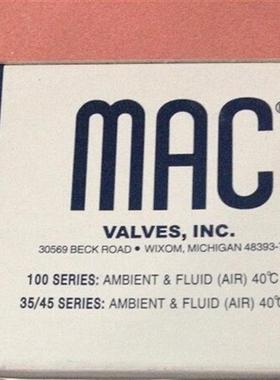 MAC®
VALVES, INC.
30569 BECK ROAD • WIXOM, MICHIGAN 48393-
100 SERIES: AMBIENT & FLUID (AIR) 40℃
35/45 SERIES: AMBIENT & FLUID (AIR) 40℃